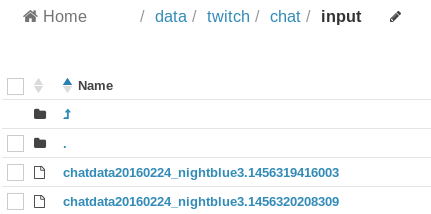 Home / data / twitch / chat / input
Name
.
chatdata20160224_nightblue3.1456319416003
chatdata20160224_nightblue3.1456320208309